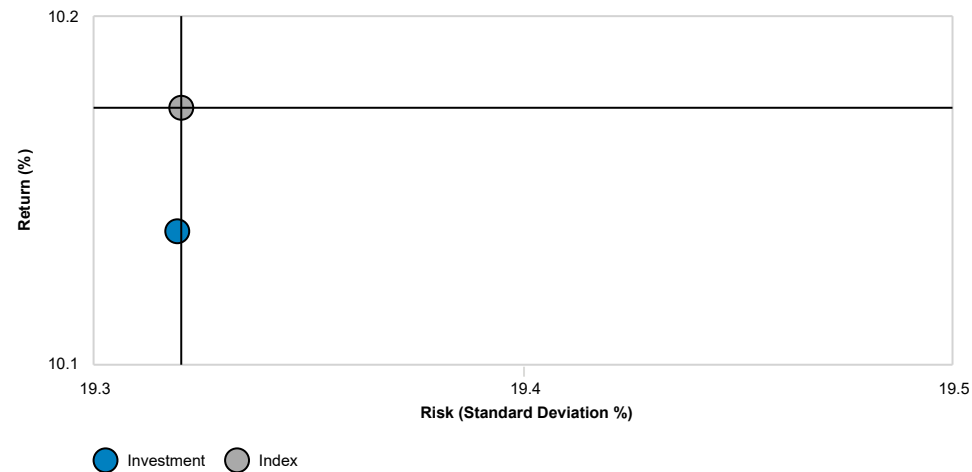 10.2
Return (%)
10.1
19.3 19.4 19.5
Risk (Standard Deviation %)
Investment Index